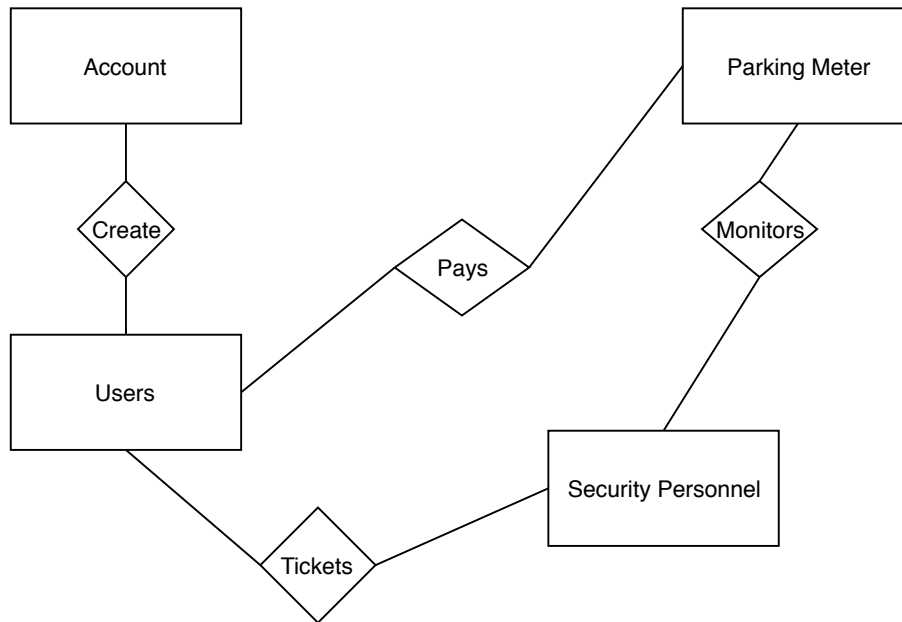 Account
Parking Meter
Create
Monitors
Pays
Users
Security Personnel
Tickets